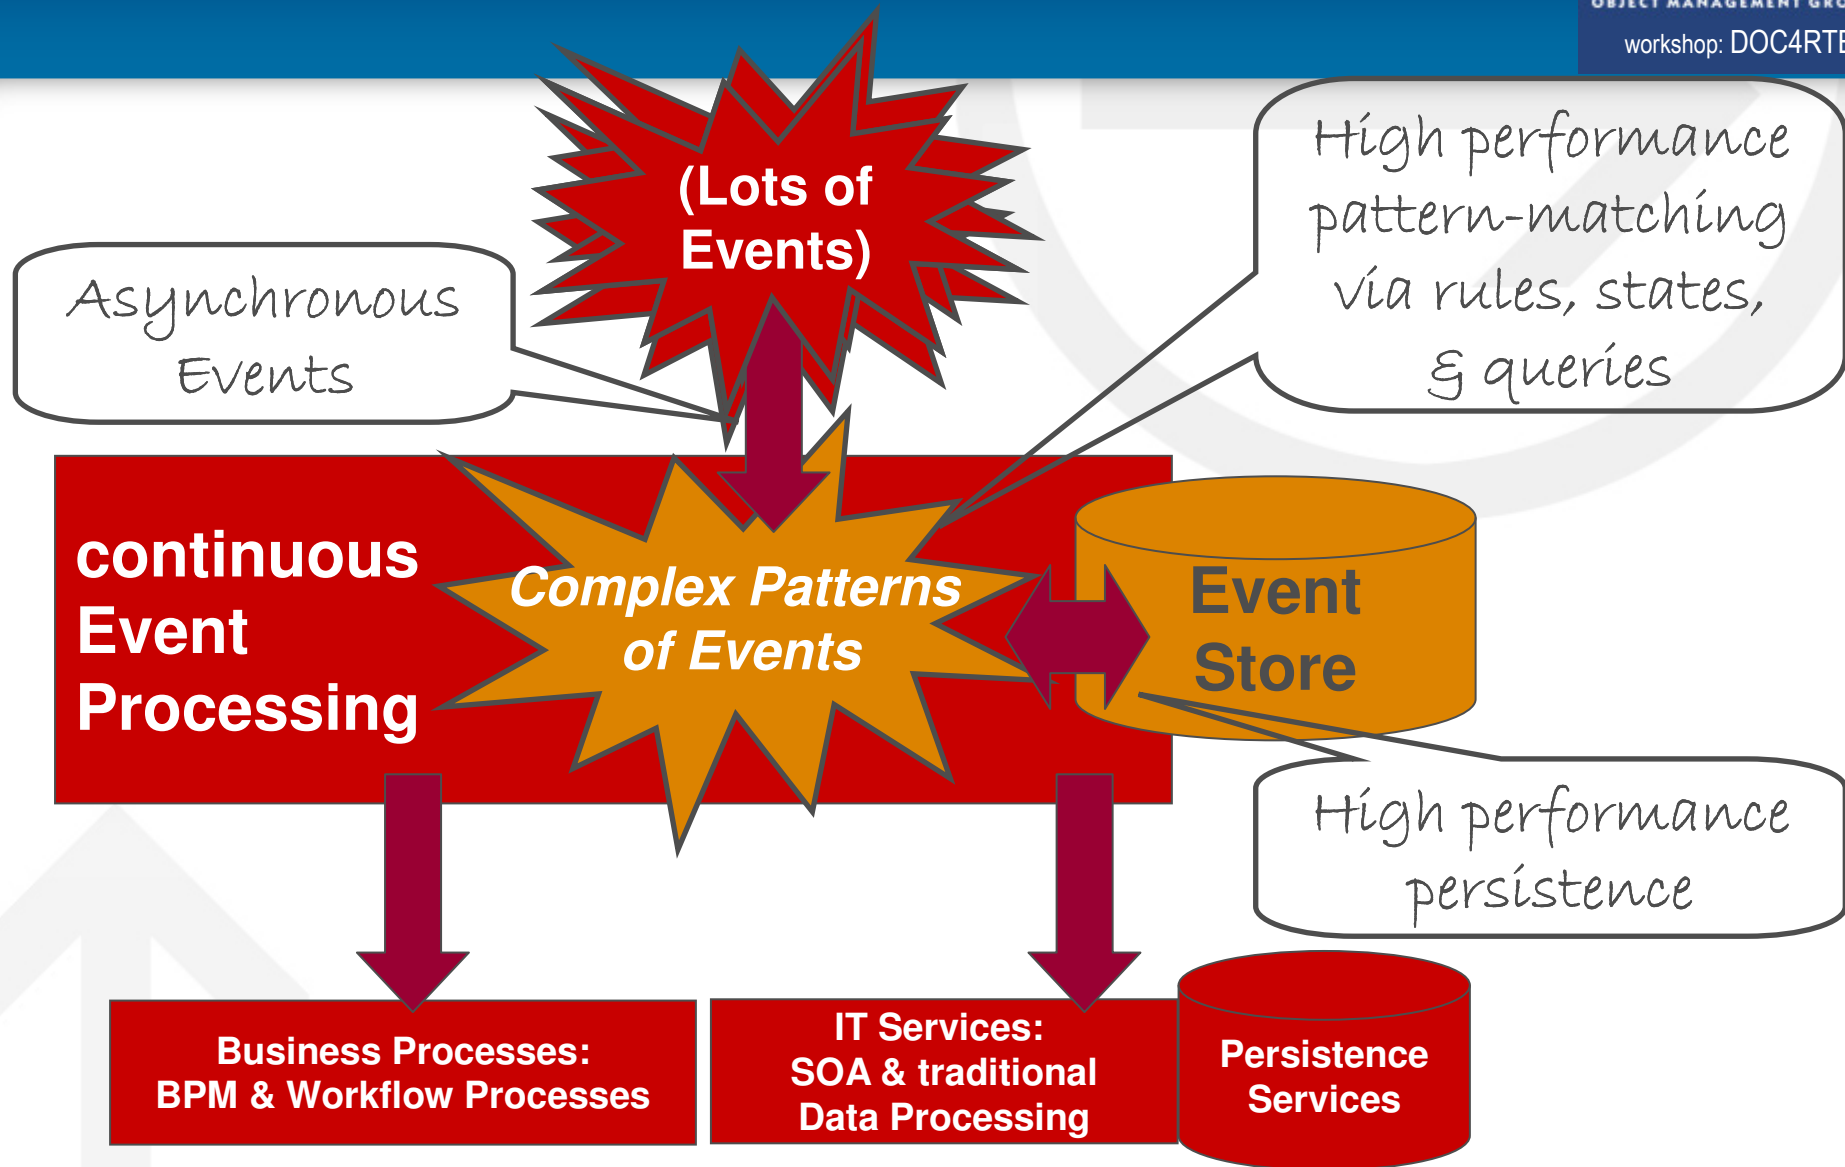 OBJECT MANAGEMENT
workshop:
(Lots of
Events)
High performance
pattern-matching
via rules, states,
& queries
Asynchronous
Events
continuous
Event
Processing
Complex Patterns
of Events
Event
Store
High performance
persistence
Business Processes:
BPM & Workflow Processes
IT Services:
SOA & traditional
Data Processing
Persistence
Services